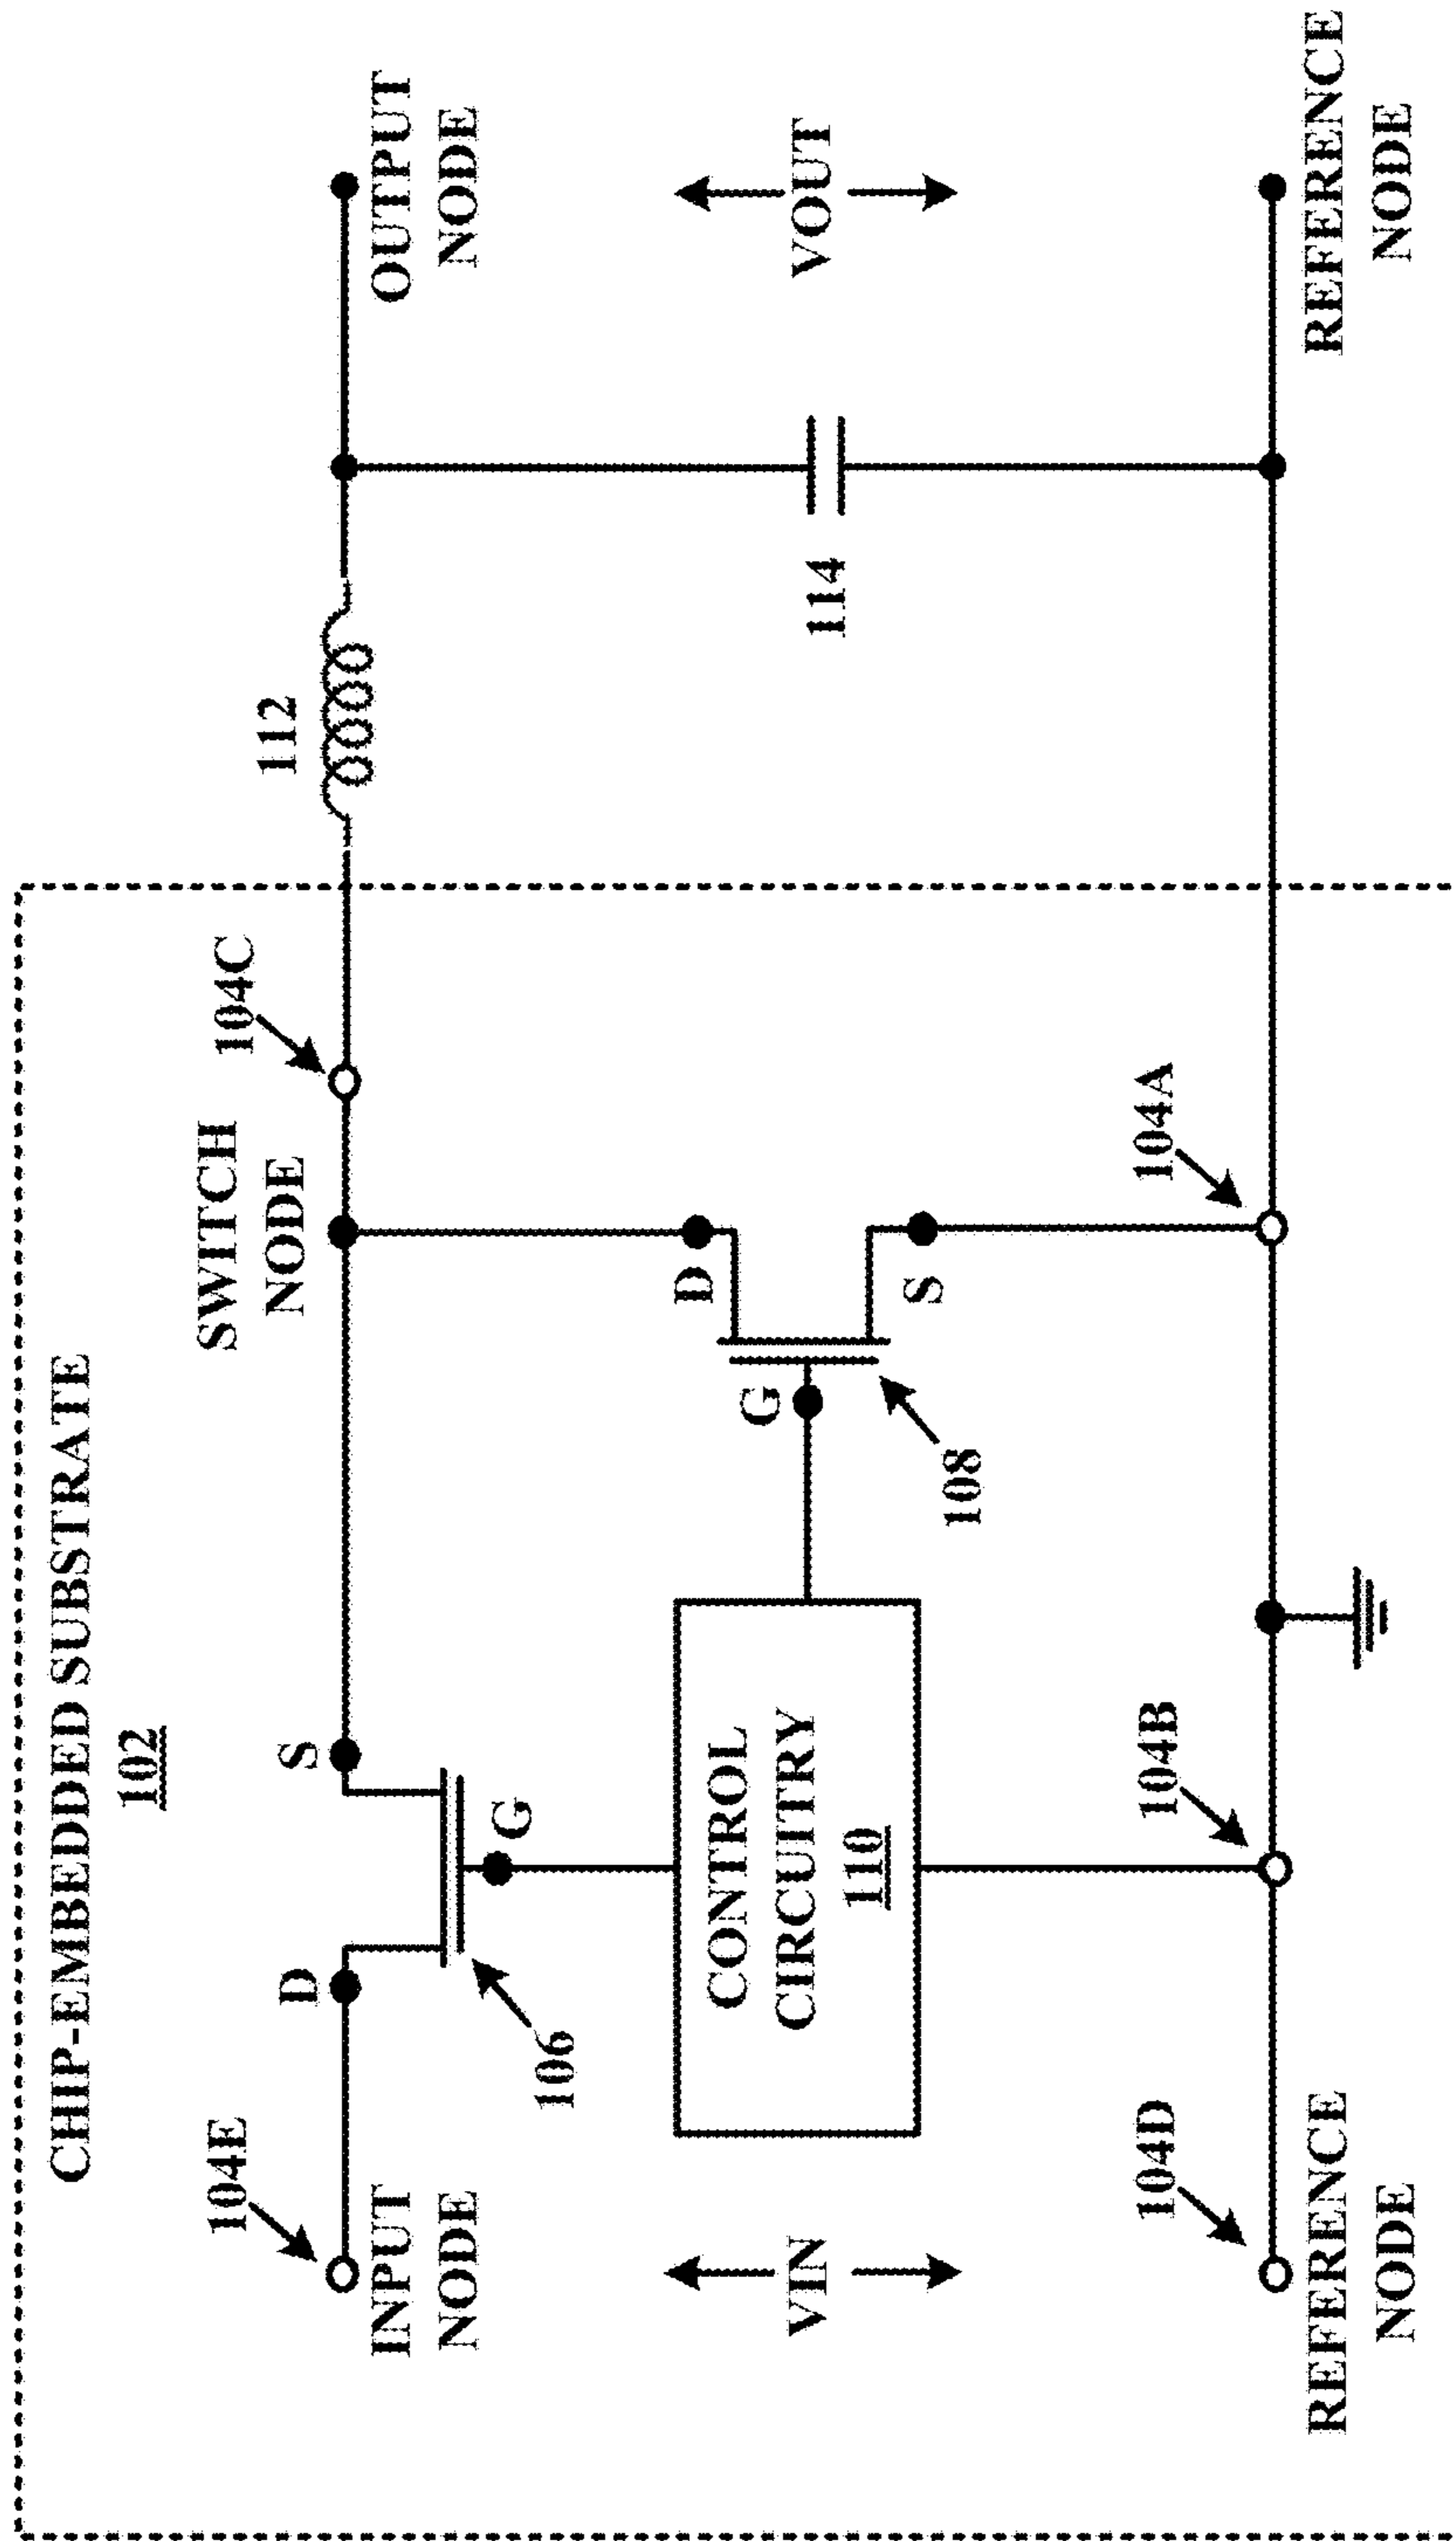 CHIP-EMBEDDED SUBSTRATE
102
104E
INPUT
NODE
D
S
G
106
SWITCH
NODE
104C
112
OUTPUT
NODE
VIN
CONTROL
CIRCUITRY
110
G
D
S
108
114
VOUT
104D
REFERENCE
NODE
104B
104A
REFERENCE
NODE